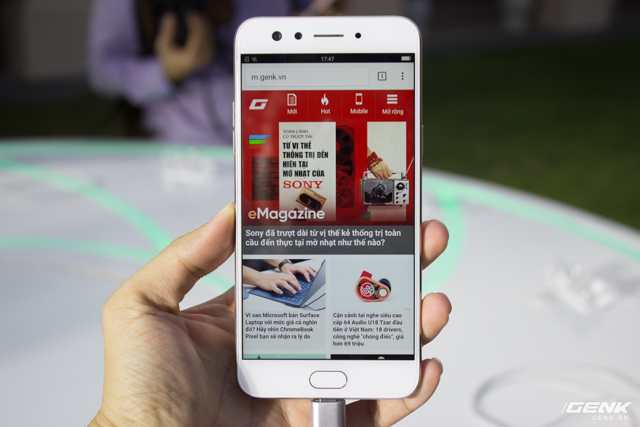 17:47
m.genk.vn
1
G
Mới Hot Mobile Mở rộng
TOÀN CẢNH
CÚ TRƯỢT DÀI
TỪ VỊ THẾ
THỐNG TRỊ ĐẾN
HIỆN TẠI
MỜ NHẠT CỦA
SONY
eMagazine
Sony đã trượt dài từ vị thế kẻ thống trị toàn
cầu đến thực tại mờ nhạt như thế nào?
Vì sao Microsoft bán Surface
Laptop với mức giá cả nghìn
đô? Hãy nhìn ChromeBook
Pixel bạn sẽ nhận ra lý do
Cận cảnh tai nghe siêu cao
cấp 64 Audio U18 Tzar đầu
tiên ở Việt Nam: 18 drivers,
công nghệ "chống điếc", giá
hơn 69 triệu
GENK
GENK.VN